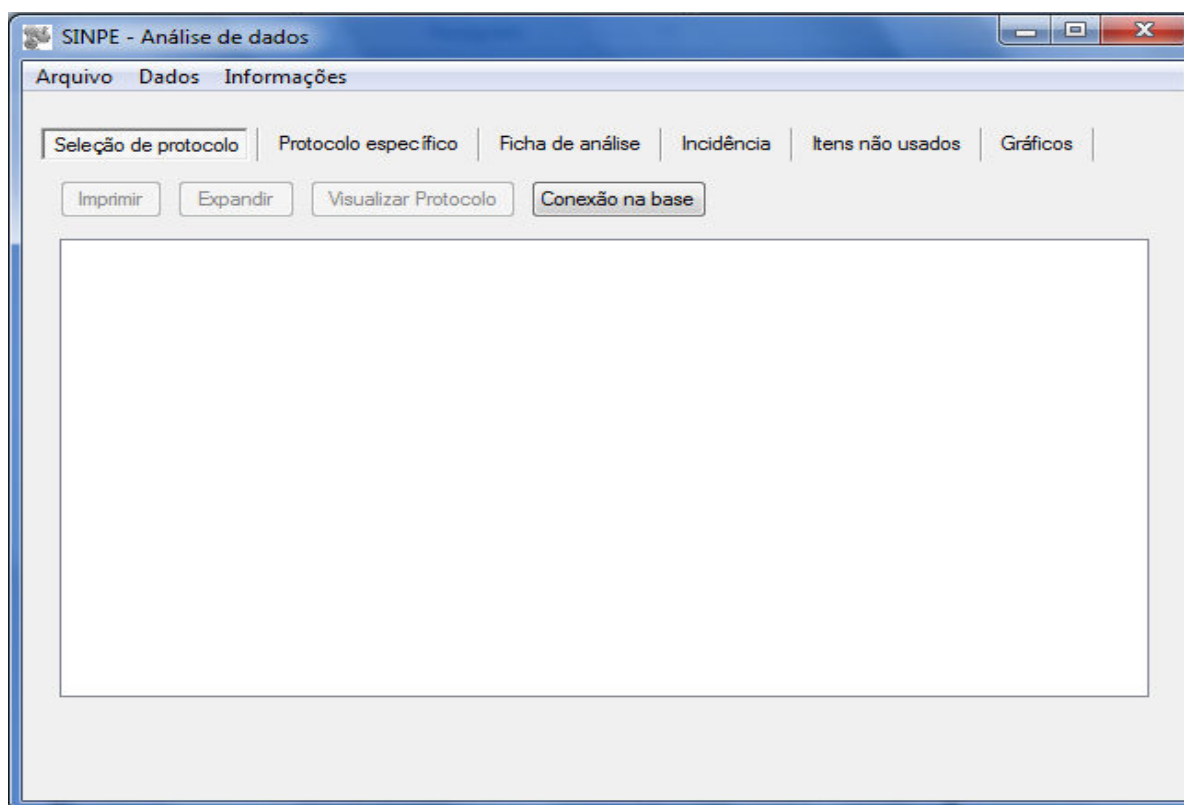 SINPE - Análise de dados
Arquivo Dados Informações
Seleção de protocolo Protocolo específico Ficha de análise Incidência Itens não usados Gráficos
Imprimir Expandir Visualizar Protocolo Conexão na base